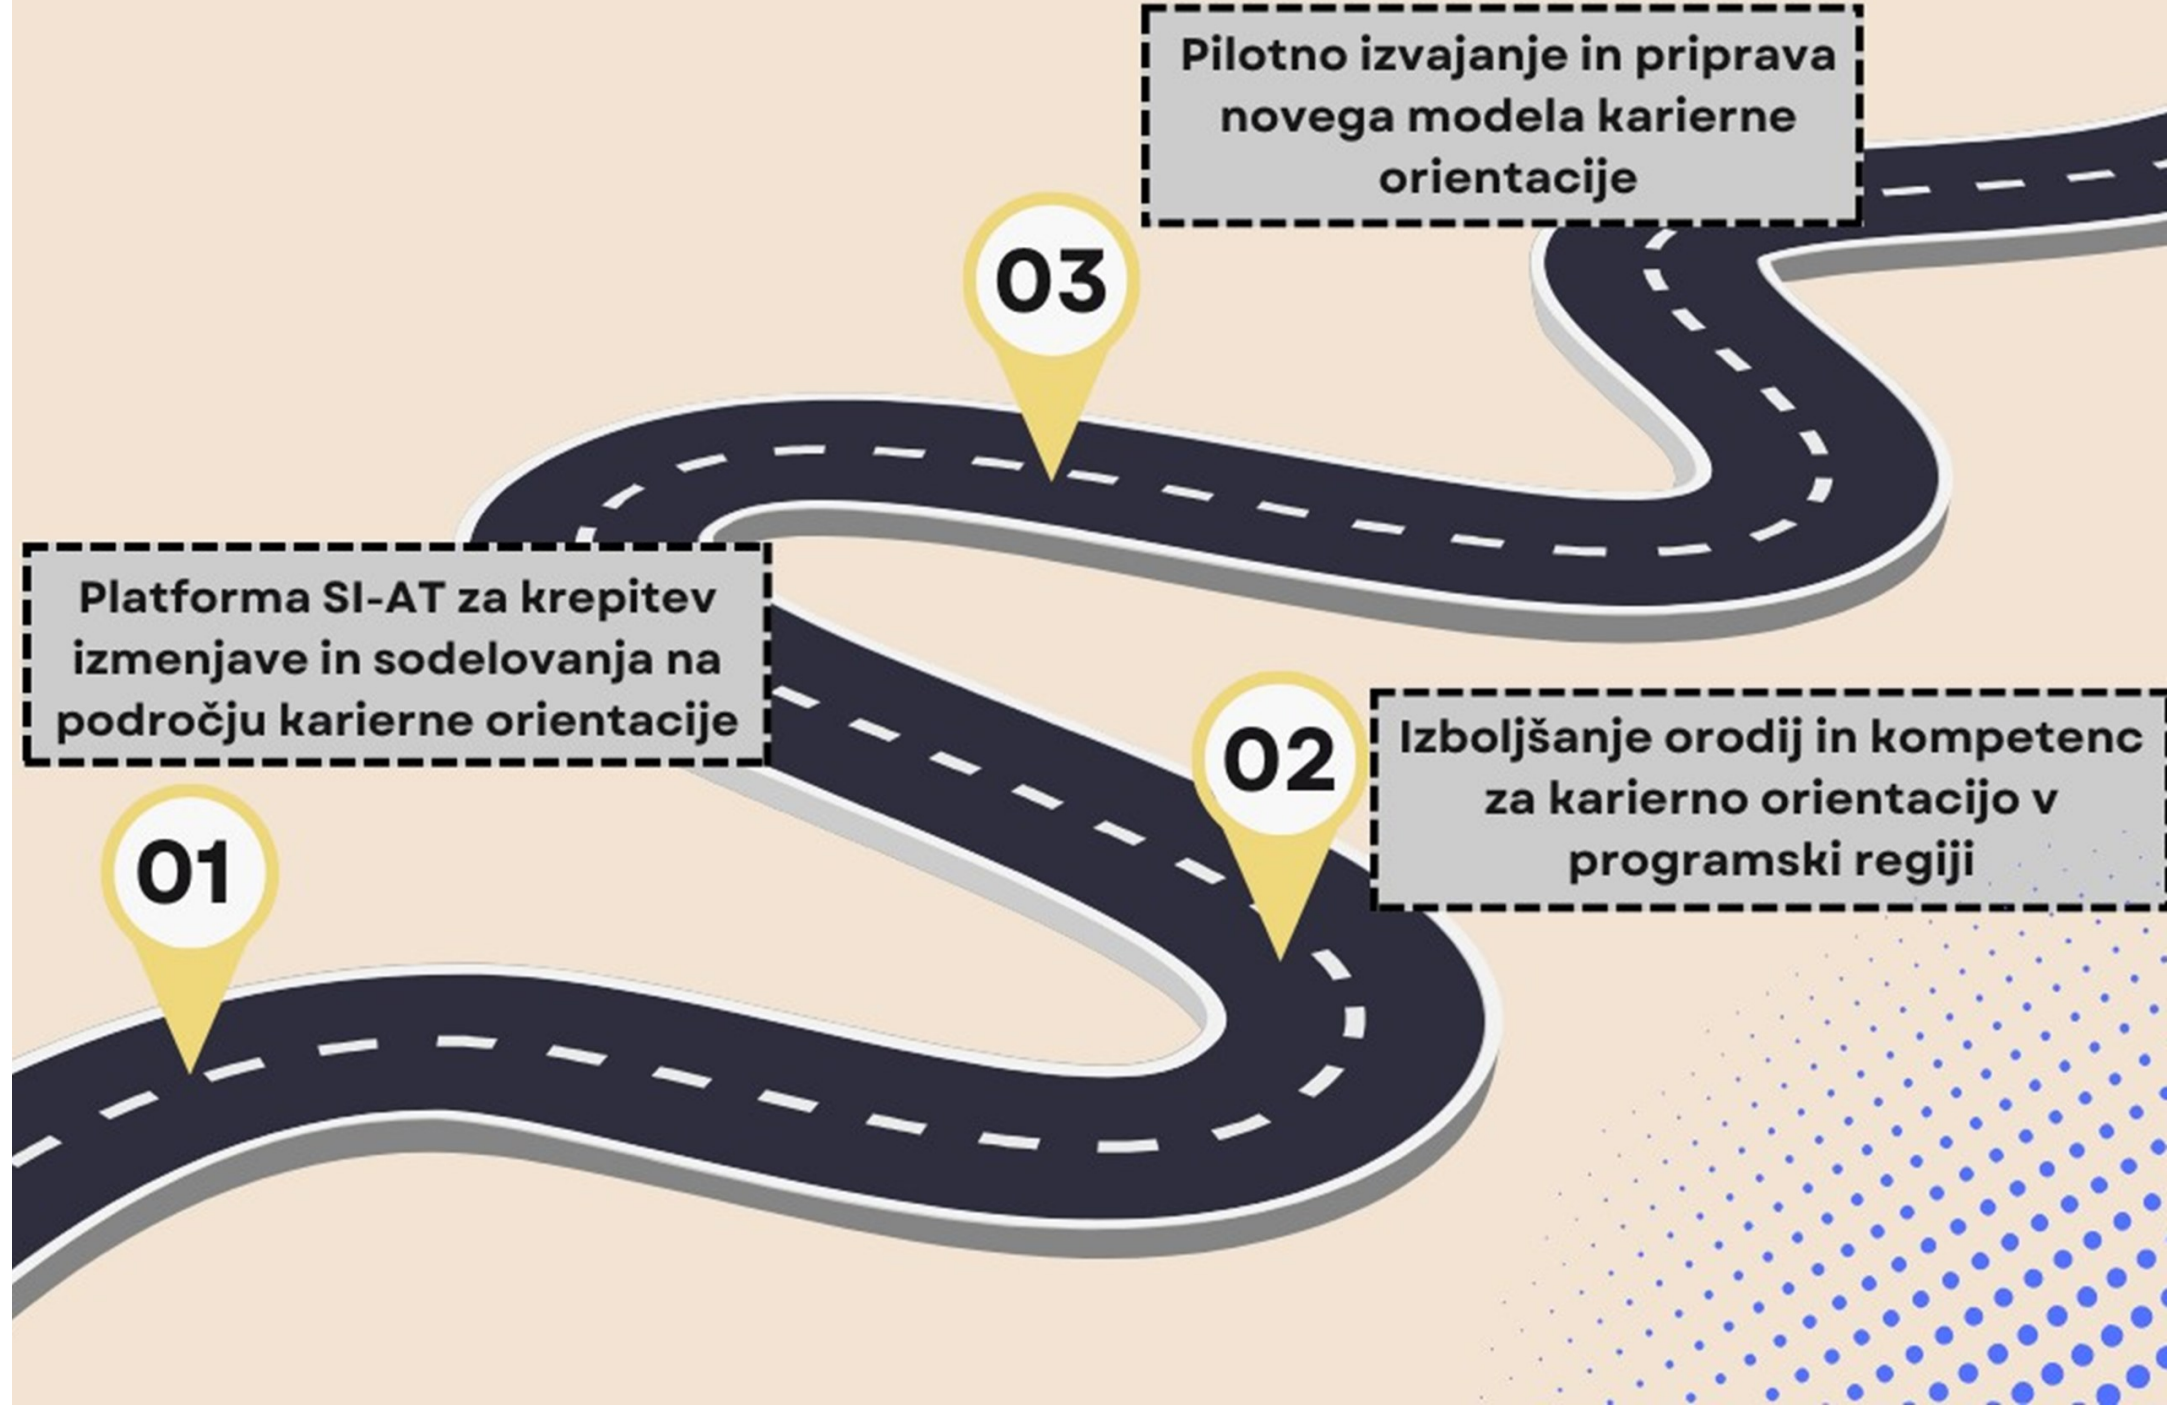 Pilotno izvajanje in priprava
novega modela karierne
orientacije
03
Platforma SI-AT za krepitev
izmenjave in sodelovanja na
področju karierne orientacije
02
Izboljšanje orodij in kompetenc
za karierno orientacijo v
programski regiji
01